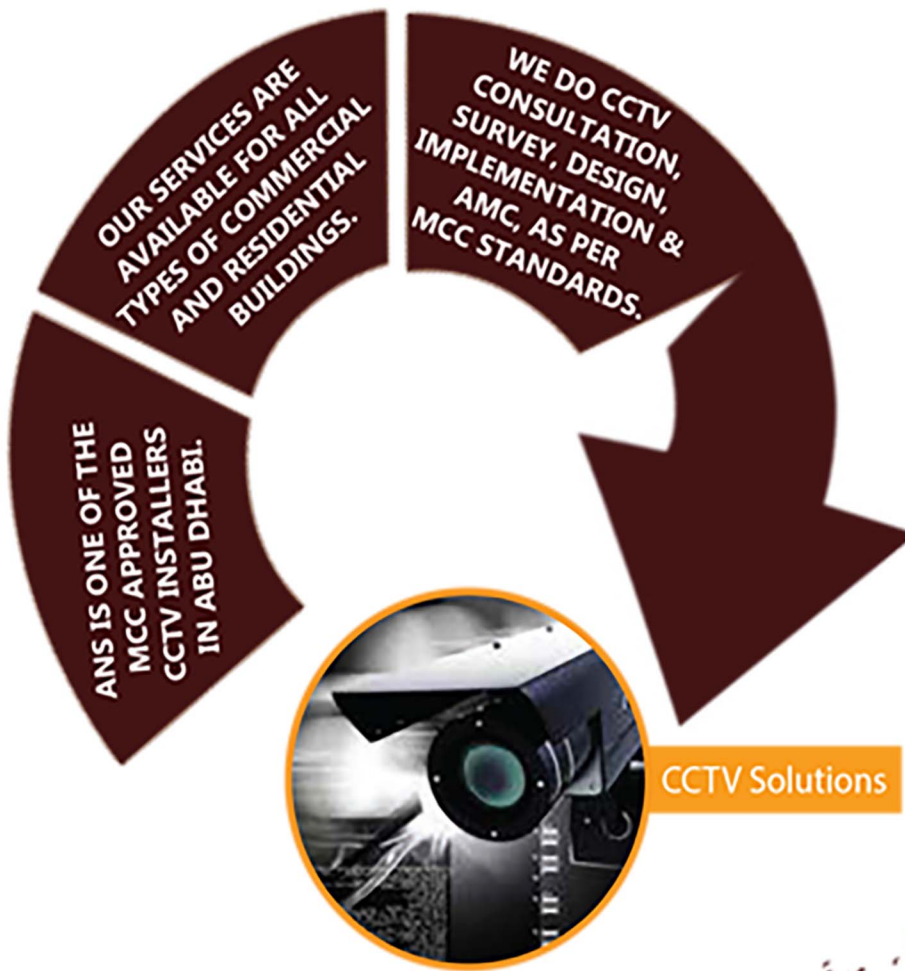 ANS IS ONE OF THE
MCC APPROVED
CCTV INSTALLERS
IN ABU DHABI.
OUR SERVICES ARE
AVAILABLE FOR ALL
TYPES OF COMMERCIAL
AND RESIDENTIAL
BUILDINGS.
WE DO CCTV
CONSULTATION,
SURVEY, DESIGN,
IMPLEMENTATION &
AMC, AS PER
MCC STANDARDS.
CCTV Solutions